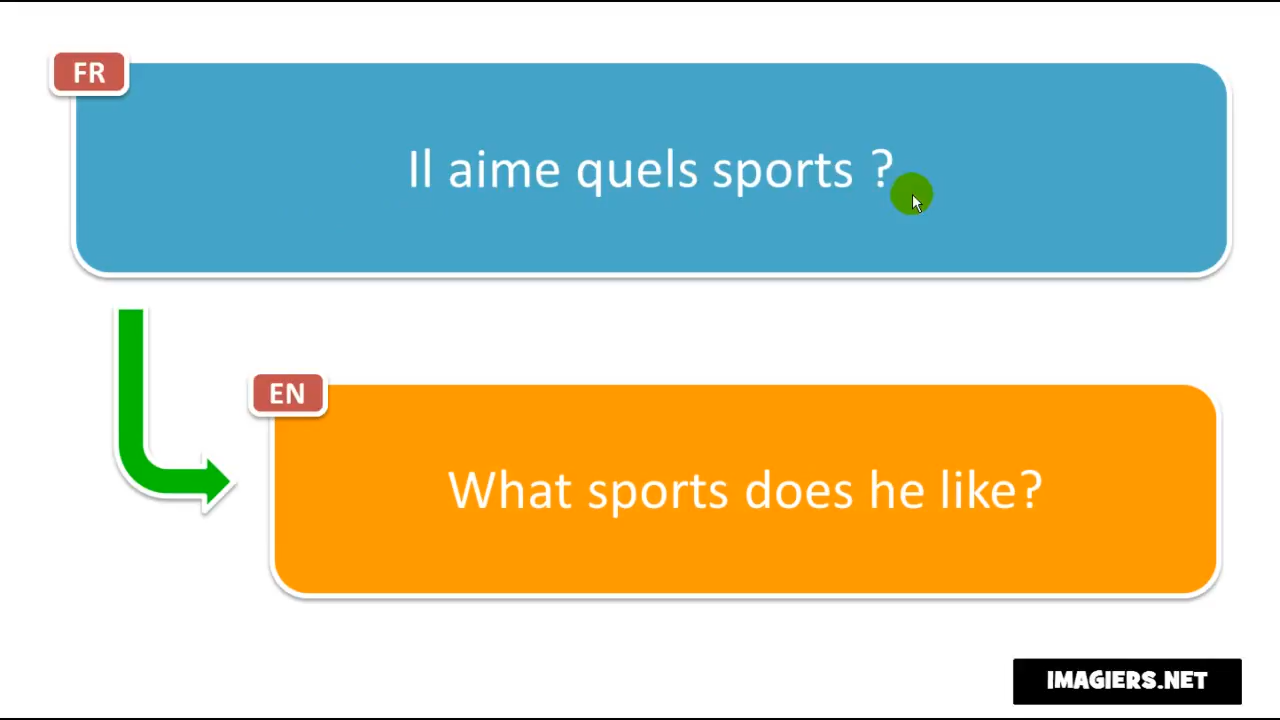 FR
Il aime quels sports ?
EN
What sports does he like?
IMAGIERS.NET